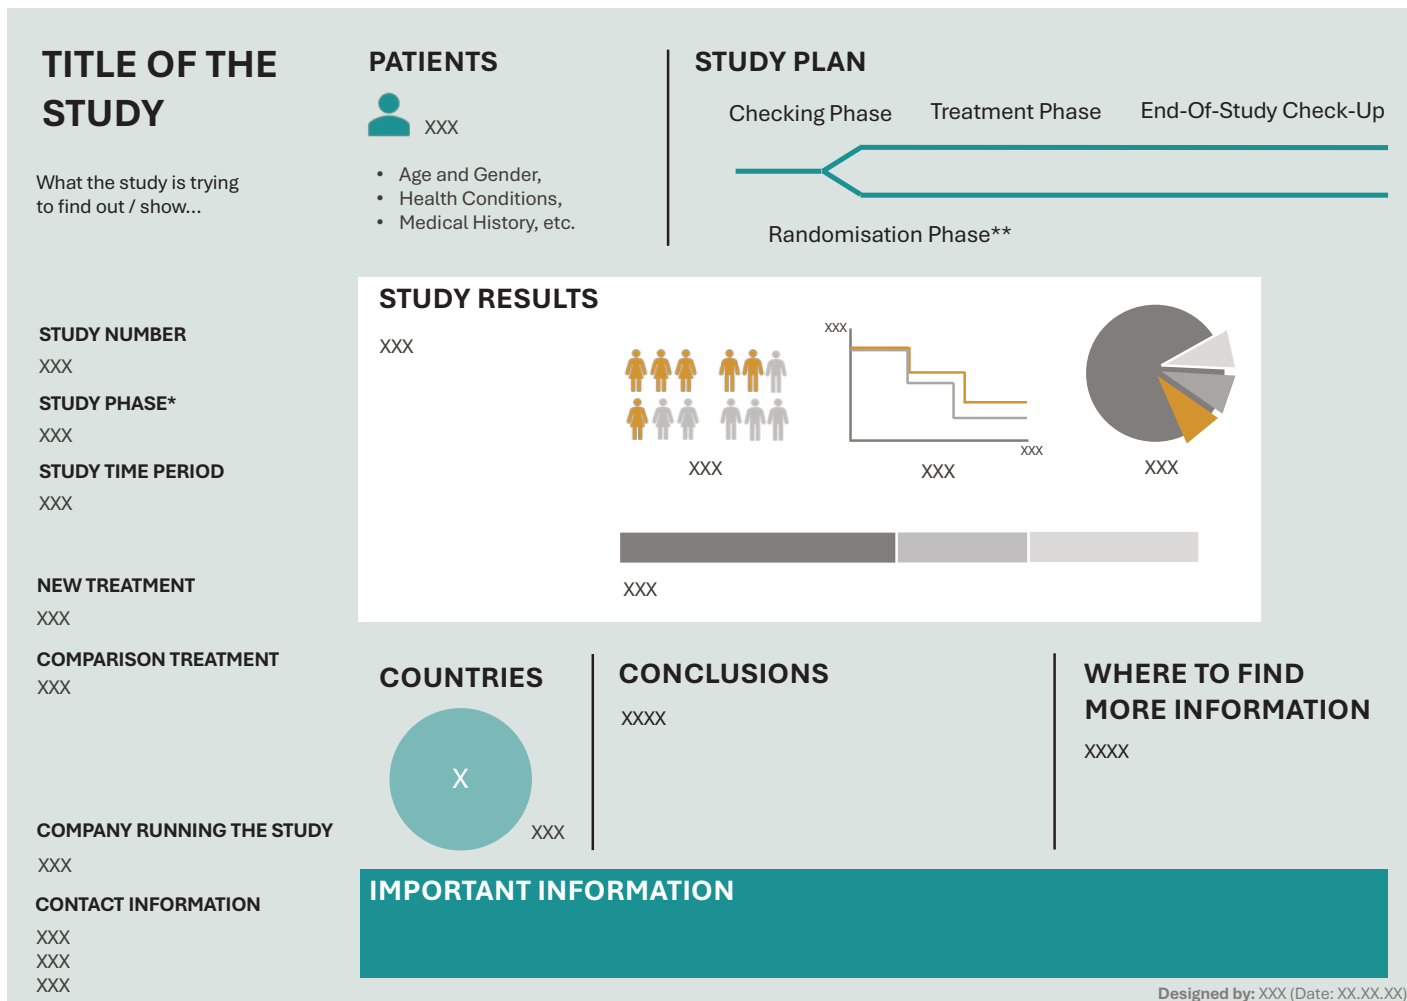 TITLE OF THE
STUDY
What the study is trying
to find out / show...
STUDY NUMBER
XXX
STUDY PHASE*
XXX
STUDY TIME PERIOD
XXX
NEW TREATMENT
XXX
COMPARISON TREATMENT
XXX
COMPANY RUNNING THE STUDY
XXX
CONTACT INFORMATION
XXX
XXX
XXX
PATIENTS
XXX
• Age and Gender,
• Health Conditions,
• Medical History, etc.
STUDY PLAN
Checking Phase
Treatment Phase
End-Of-Study Check-Up
Randomisation Phase**
STUDY RESULTS
XXX
XXX
XXX
XXX
XXX
XXX
XXX
COUNTRIES
X
XXX
CONCLUSIONS
XXXX
WHERE TO FIND
MORE INFORMATION
XXXX
IMPORTANT INFORMATION
Designed by: XXX (Date: XX.XX.XX)